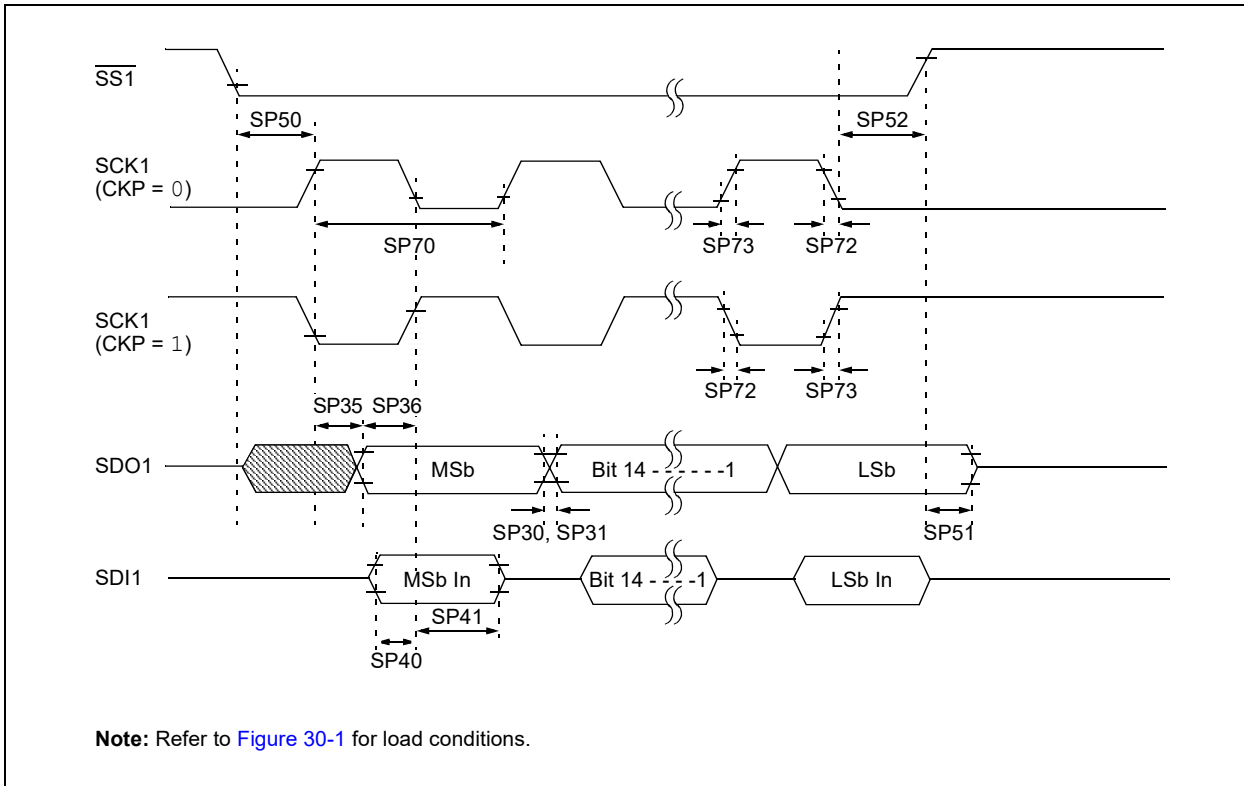 SS1
SP50
SP52
SCK1
(CKP = 0)
SP70
SP73
SP72
SCK1
(CKP = 1)
SP72
SP73
SP35
SP36
SDO1
MSb
Bit 14 - - - - - -1
LSb
SP30, SP31
SP51
SDI1
MSb In
Bit 14 - - - -1
LSb In
SP41
SP40
Note: Refer to Figure 30-1 for load conditions.